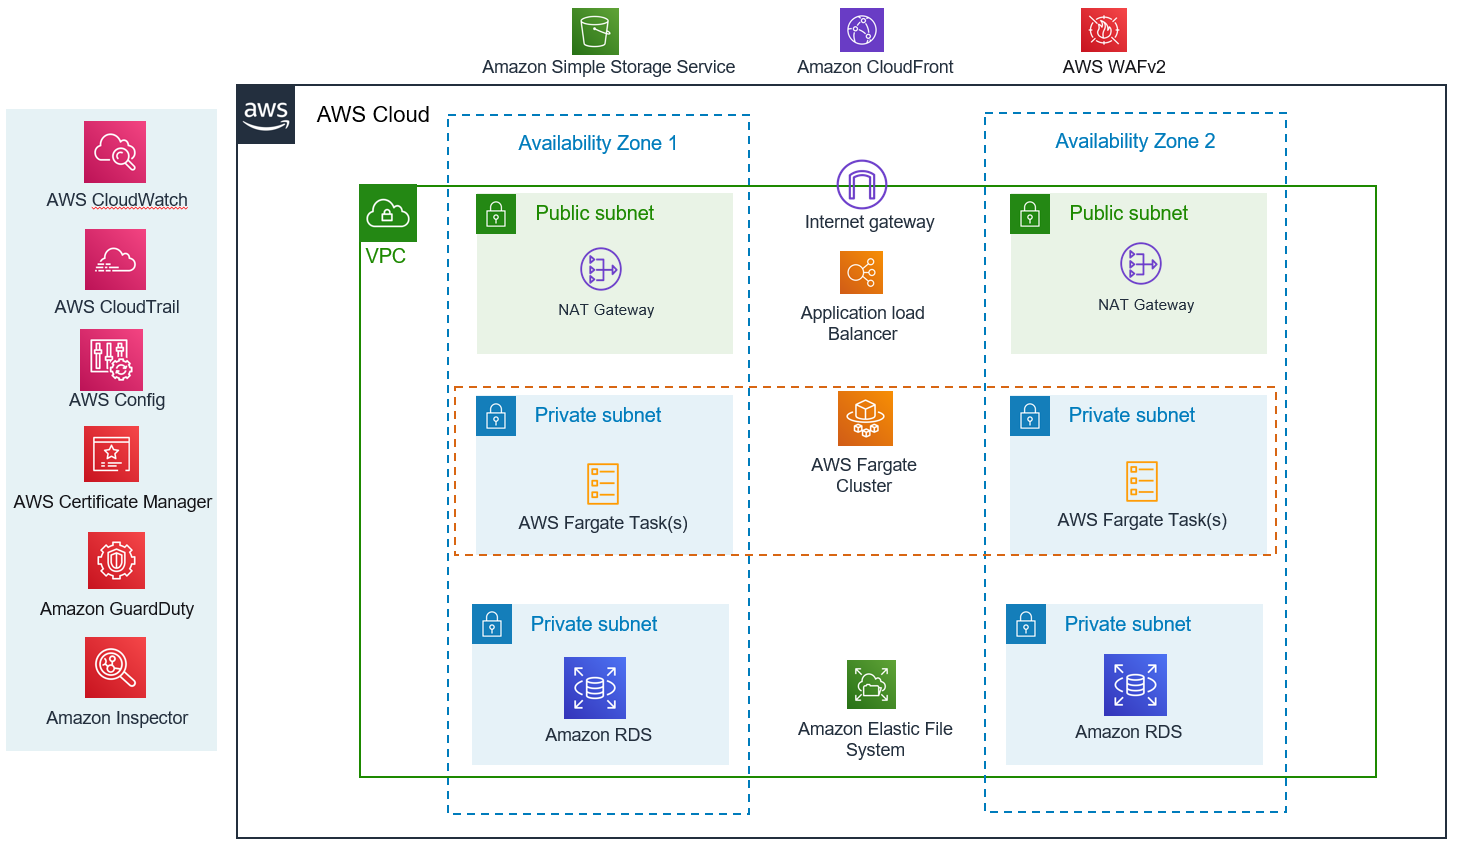 Amazon Simple Storage Service
Amazon CloudFront
AWS WAFv2
aws
AWS Cloud
AWS CloudWatch
AWS CloudTrail
AWS Config
AWS Certificate Manager
Amazon GuardDuty
Amazon Inspector
Availability Zone 1
Availability Zone 2
VPC
Public subnet
NAT Gateway
Internet gateway
Application load
Balancer
Public subnet
NAT Gateway
Private subnet
AWS Fargate Task(s)
AWS Fargate
Cluster
Private subnet
AWS Fargate Task(s)
Private subnet
Amazon RDS
Amazon Elastic File
System
Private subnet
Amazon RDS